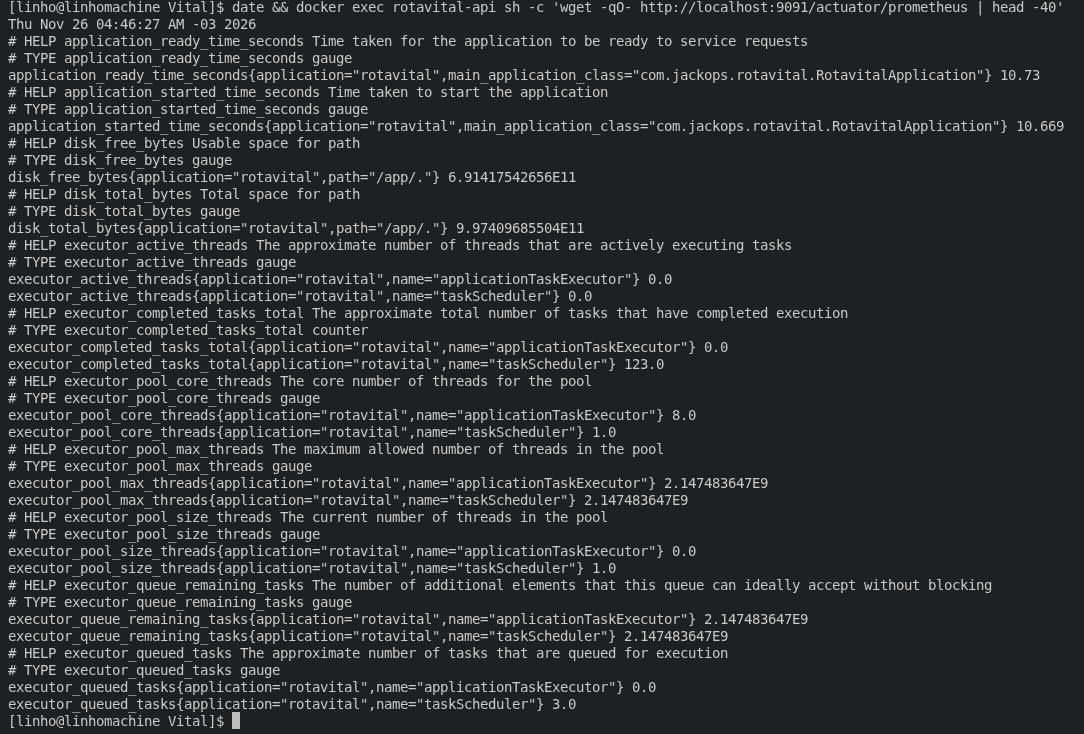 [linho@linhomachine Vital]$ date && docker exec rotavital-api sh -c 'wget -qO- http://localhost:9091/actuator/prometheus | head -40'
Thu Nov 26 04:46:27 AM -03 2026
# HELP application_ready_time_seconds Time taken for the application to be ready to service requests
# TYPE application_ready_time_seconds gauge
application_ready_time_seconds{application="rotavital",main_application_class="com.jackops.rotavital.RotavitalApplication"} 10.73
# HELP application_started_time_seconds Time taken to start the application
# TYPE application_started_time_seconds gauge
application_started_time_seconds{application="rotavital",main_application_class="com.jackops.rotavital.RotavitalApplication"} 10.669
# HELP disk_free_bytes Usable space for path
# TYPE disk_free_bytes gauge
disk_free_bytes{application="rotavital",path="/app/."} 6.91417542656E11
# HELP disk_total_bytes Total space for path
# TYPE disk_total_bytes gauge
disk_total_bytes{application="rotavital",path="/app/."} 9.97409685504E11
# HELP executor_active_threads The approximate number of threads that are actively executing tasks
# TYPE executor_active_threads gauge
executor_active_threads{application="rotavital",name="applicationTaskExecutor"} 0.0
executor_active_threads{application="rotavital",name="taskScheduler"} 0.0
# HELP executor_completed_tasks_total The approximate total number of tasks that have completed execution
# TYPE executor_completed_tasks_total counter
executor_completed_tasks_total{application="rotavital",name="applicationTaskExecutor"} 0.0
executor_completed_tasks_total{application="rotavital",name="taskScheduler"} 123.0
# HELP executor_pool_core_threads The core number of threads for the pool
# TYPE executor_pool_core_threads gauge
executor_pool_core_threads{application="rotavital",name="applicationTaskExecutor"} 8.0
executor_pool_core_threads{application="rotavital",name="taskScheduler"} 1.0
# HELP executor_pool_max_threads The maximum allowed number of threads in the pool
# TYPE executor_pool_max_threads gauge
executor_pool_max_threads{application="rotavital",name="applicationTaskExecutor"} 2.147483647E9
executor_pool_max_threads{application="rotavital",name="taskScheduler"} 2.147483647E9
# HELP executor_pool_size_threads The current number of threads in the pool
# TYPE executor_pool_size_threads gauge
executor_pool_size_threads{application="rotavital",name="applicationTaskExecutor"} 0.0
executor_pool_size_threads{application="rotavital",name="taskScheduler"} 1.0
# HELP executor_queue_remaining_tasks The number of additional elements that this queue can ideally accept without blocking
# TYPE executor_queue_remaining_tasks gauge
executor_queue_remaining_tasks{application="rotavital",name="applicationTaskExecutor"} 2.147483647E9
executor_queue_remaining_tasks{application="rotavital",name="taskScheduler"} 2.147483647E9
# HELP executor_queued_tasks The approximate number of tasks that are queued for execution
# TYPE executor_queued_tasks gauge
executor_queued_tasks{application="rotavital",name="applicationTaskExecutor"} 0.0
executor_queued_tasks{application="rotavital",name="taskScheduler"} 3.0
[linho@linhomachine Vital]$